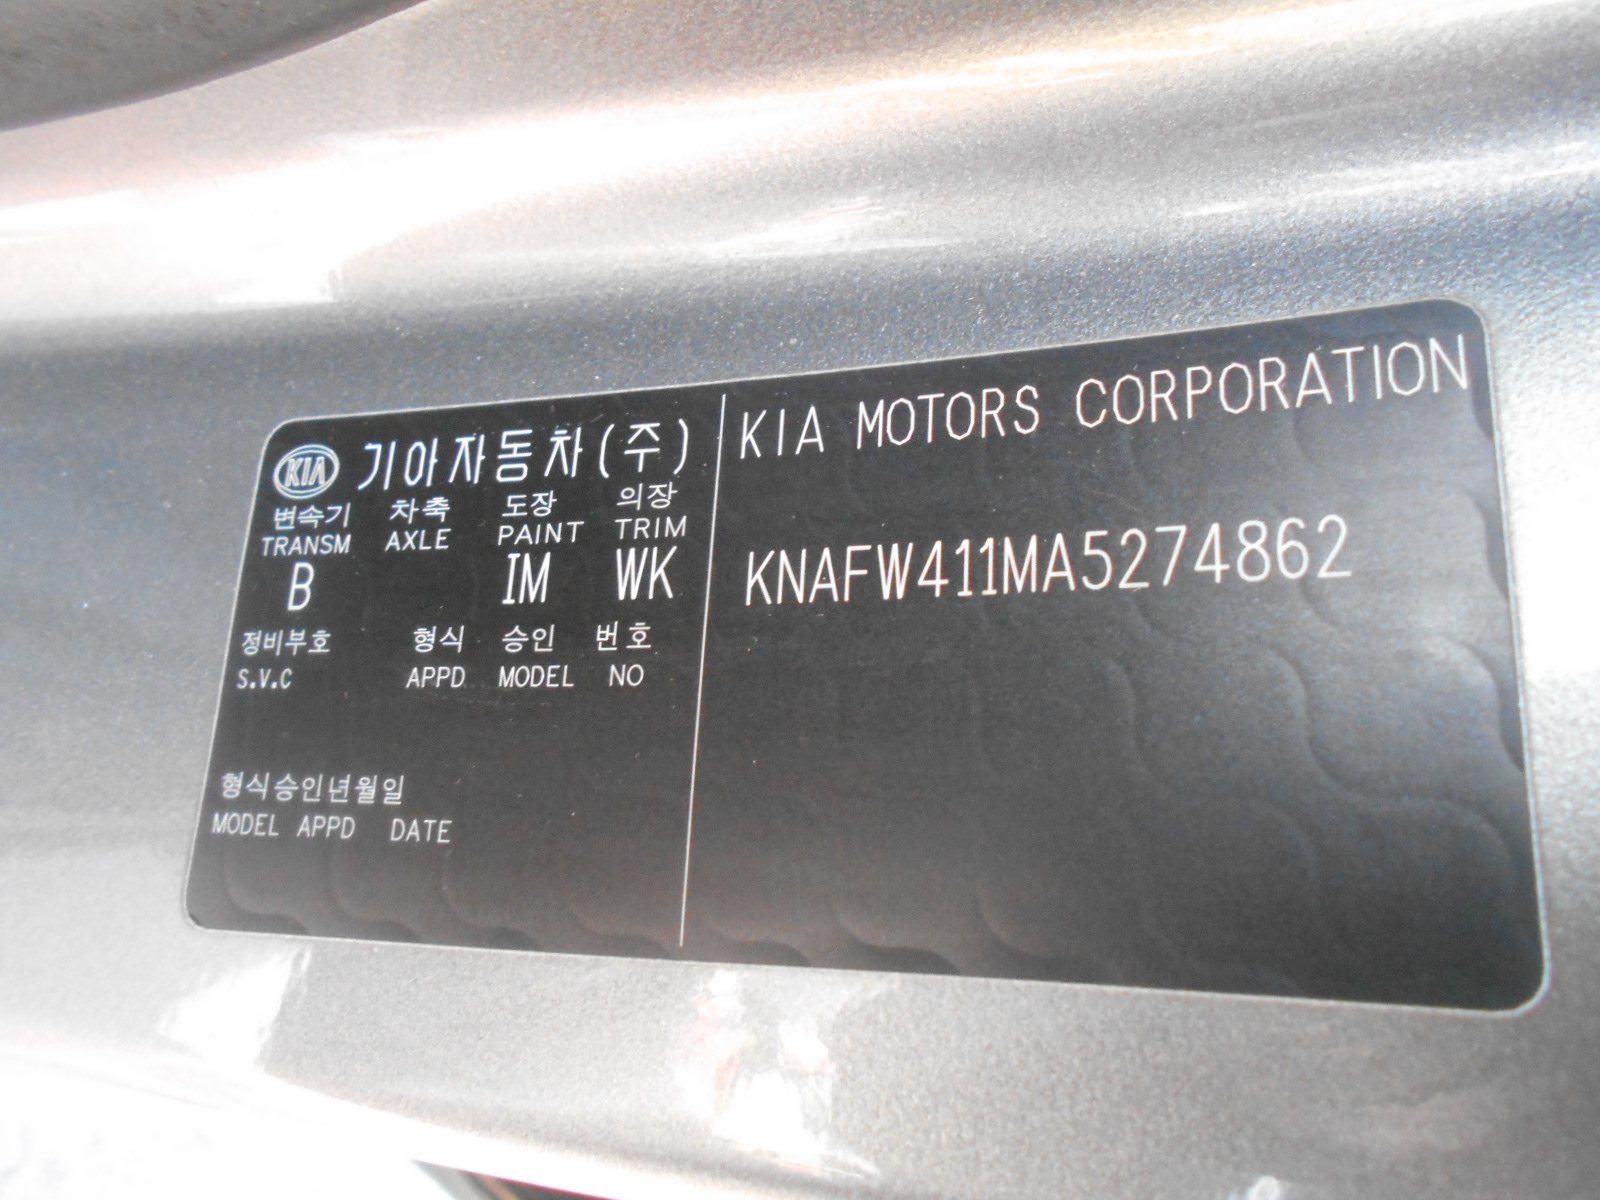 KIA 기아자동차(주)
변속기 차축 도장 의장
TRANSM AXLE PAINT TRIM
B IM WK
정비부호 형식 승인 번호
S.V.C APPD MODEL NO
형식승인년월일
MODEL APPD DATE
KIA MOTORS CORPORATION
KNAFW411MA5274862